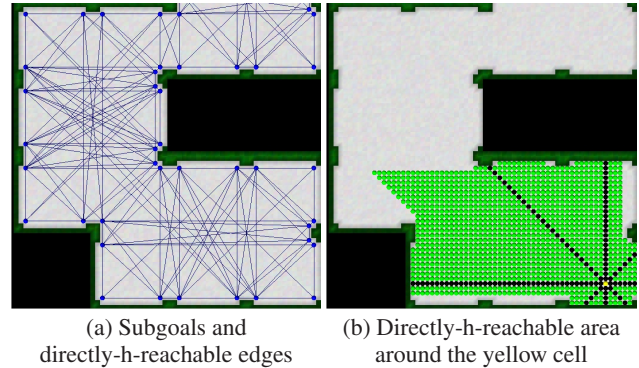 (a) Subgoals and
directly-h-reachable edges
(b) Directly-h-reachable area
around the yellow cell